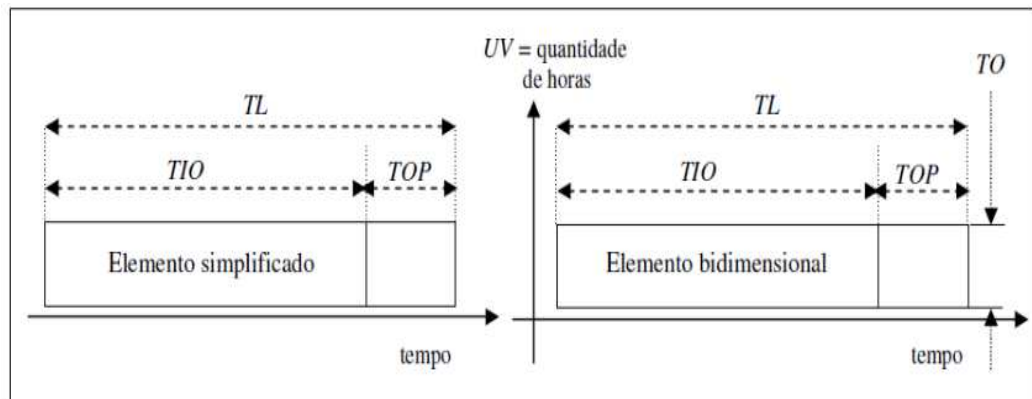 TL
TIO
TOP
Elemento simplificado
tempo
UV = quantidade
de horas
TO
TL
TIO
TOP
Elemento bidimensional
tempo